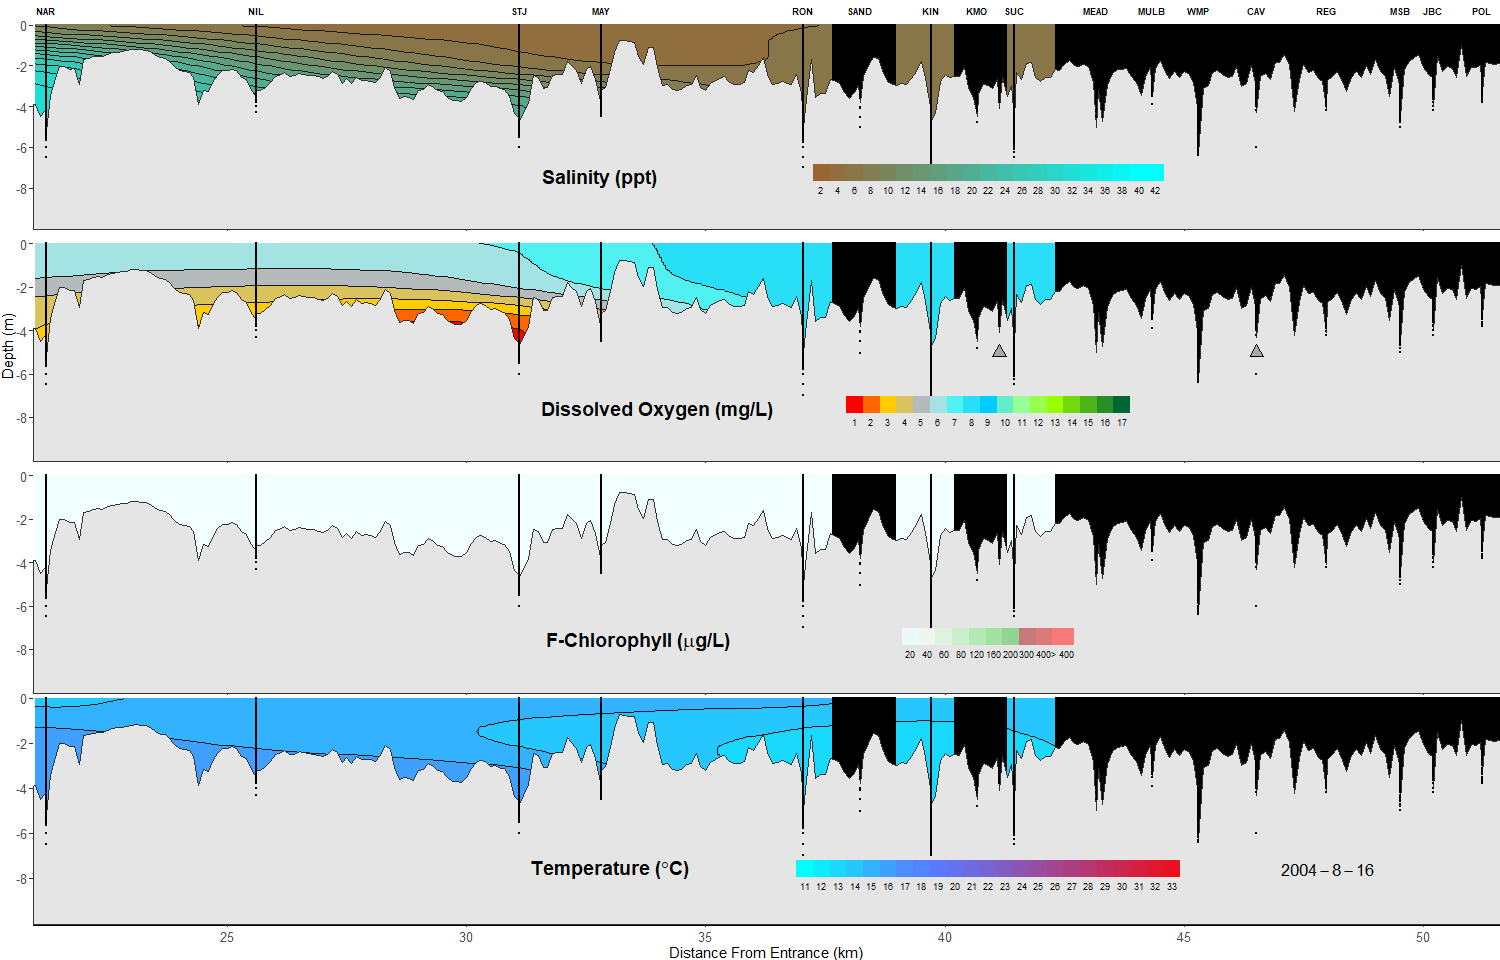 NAR NIL STJ MAY RON SAND KIN KMO SUC MEAD MULB WMP CAV REG MSB JBC POL
0
-2
-4
-6
-8
Salinity (ppt)
2 4 6 8 10 12 14 16 18 20 22 24 26 28 30 32 34 36 38 40 42
0
-2
-4
-6
-8
Depth (m)
Dissolved Oxygen (mg/L)
1 2 3 4 5 6 7 8 9 10 11 12 13 14 15 16 17
0
-2
-4
-6
-8
F-Chlorophyll (μg/L)
20 40 60 80 120 160 200 300 400> 400
0
-2
-4
-6
-8
Temperature (°C)
11 12 13 14 15 16 17 18 19 20 21 22 23 24 25 26 27 28 29 30 31 32 33
2004 – 8 – 16
25 30 35 40 45 50
Distance From Entrance (km)